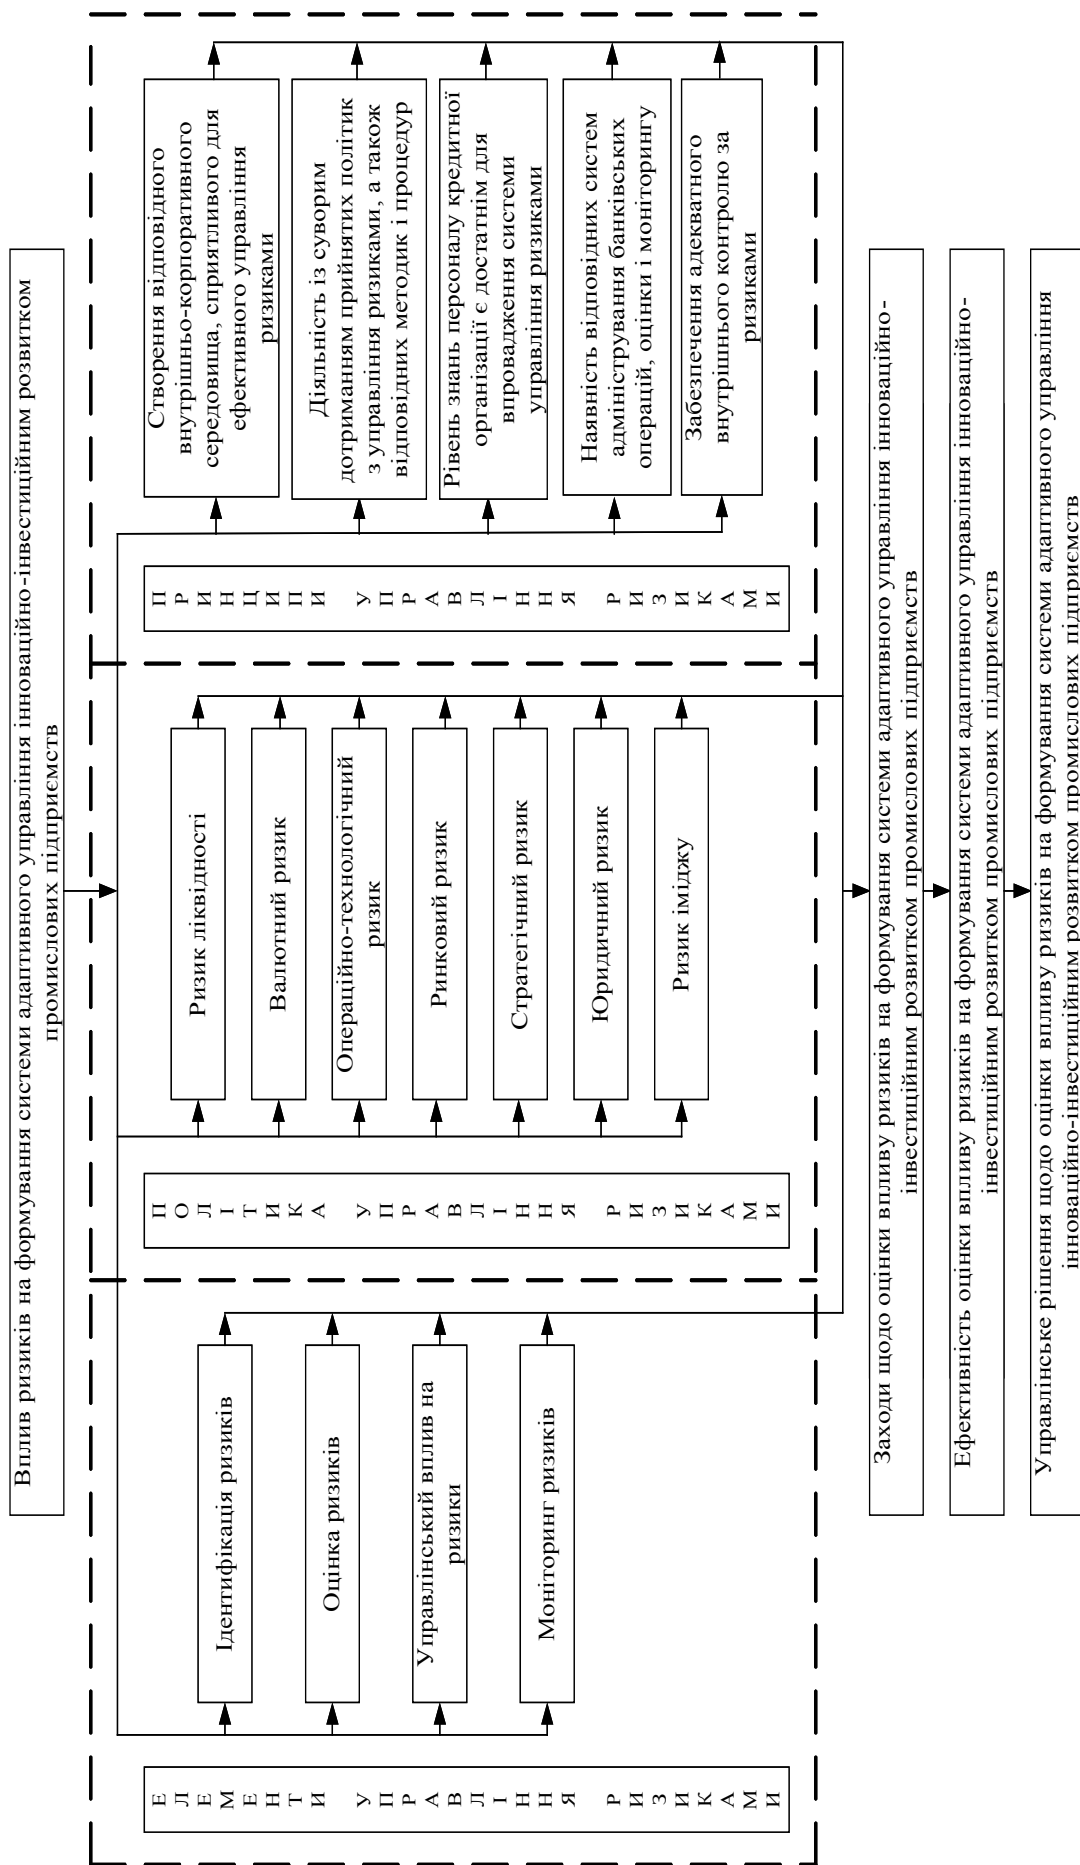 Вплив ризиків на формування системи адаптивного управління інноваційно-інвестиційним розвитком
промислових підприємств
ЕЛЕМЕНТИ УПРАВЛІННЯ РИЗИКАМИ
Ідентифікація ризиків
Оцінка ризиків
Управлінський вплив на
ризики
Моніторинг ризиків
ПОЛІТИКА УПРАВЛІННЯ РИЗИКАМИ
Ризик ліквідності
Валютний ризик
Операційно-технологічний
ризик
Ринковий ризик
Стратегічний ризик
Юридичний ризик
Ризик іміджу
ПРИНЦИПИ УПРАВЛІННЯ РИЗИКАМИ
Створення відповідного
внутрішньо-корпоративного
середовища, сприятливого для
ефективного управління
ризиками
Діяльність із суворим
дотриманням прийнятих політик
з управління ризиками, а також
відповідних методик і процедур
Рівень знань персоналу кредитної
організації є достатнім для
впровадження системи
управління ризиками
Наявність відповідних систем
адміністрування банківських
операцій, оцінки і моніторингу
Забезпечення адекватного
внутрішнього контролю за
ризиками
Заходи щодо оцінки впливу ризиків на формування системи адаптивного управління інноваційно-
інвестиційним розвитком промислових підприємств
Ефективність оцінки впливу ризиків на формування системи адаптивного управління інноваційно-
інвестиційним розвитком промислових підприємств
Управлінське рішення щодо оцінки впливу ризиків на формування системи адаптивного управління
інноваційно-інвестиційним розвитком промислових підприємств